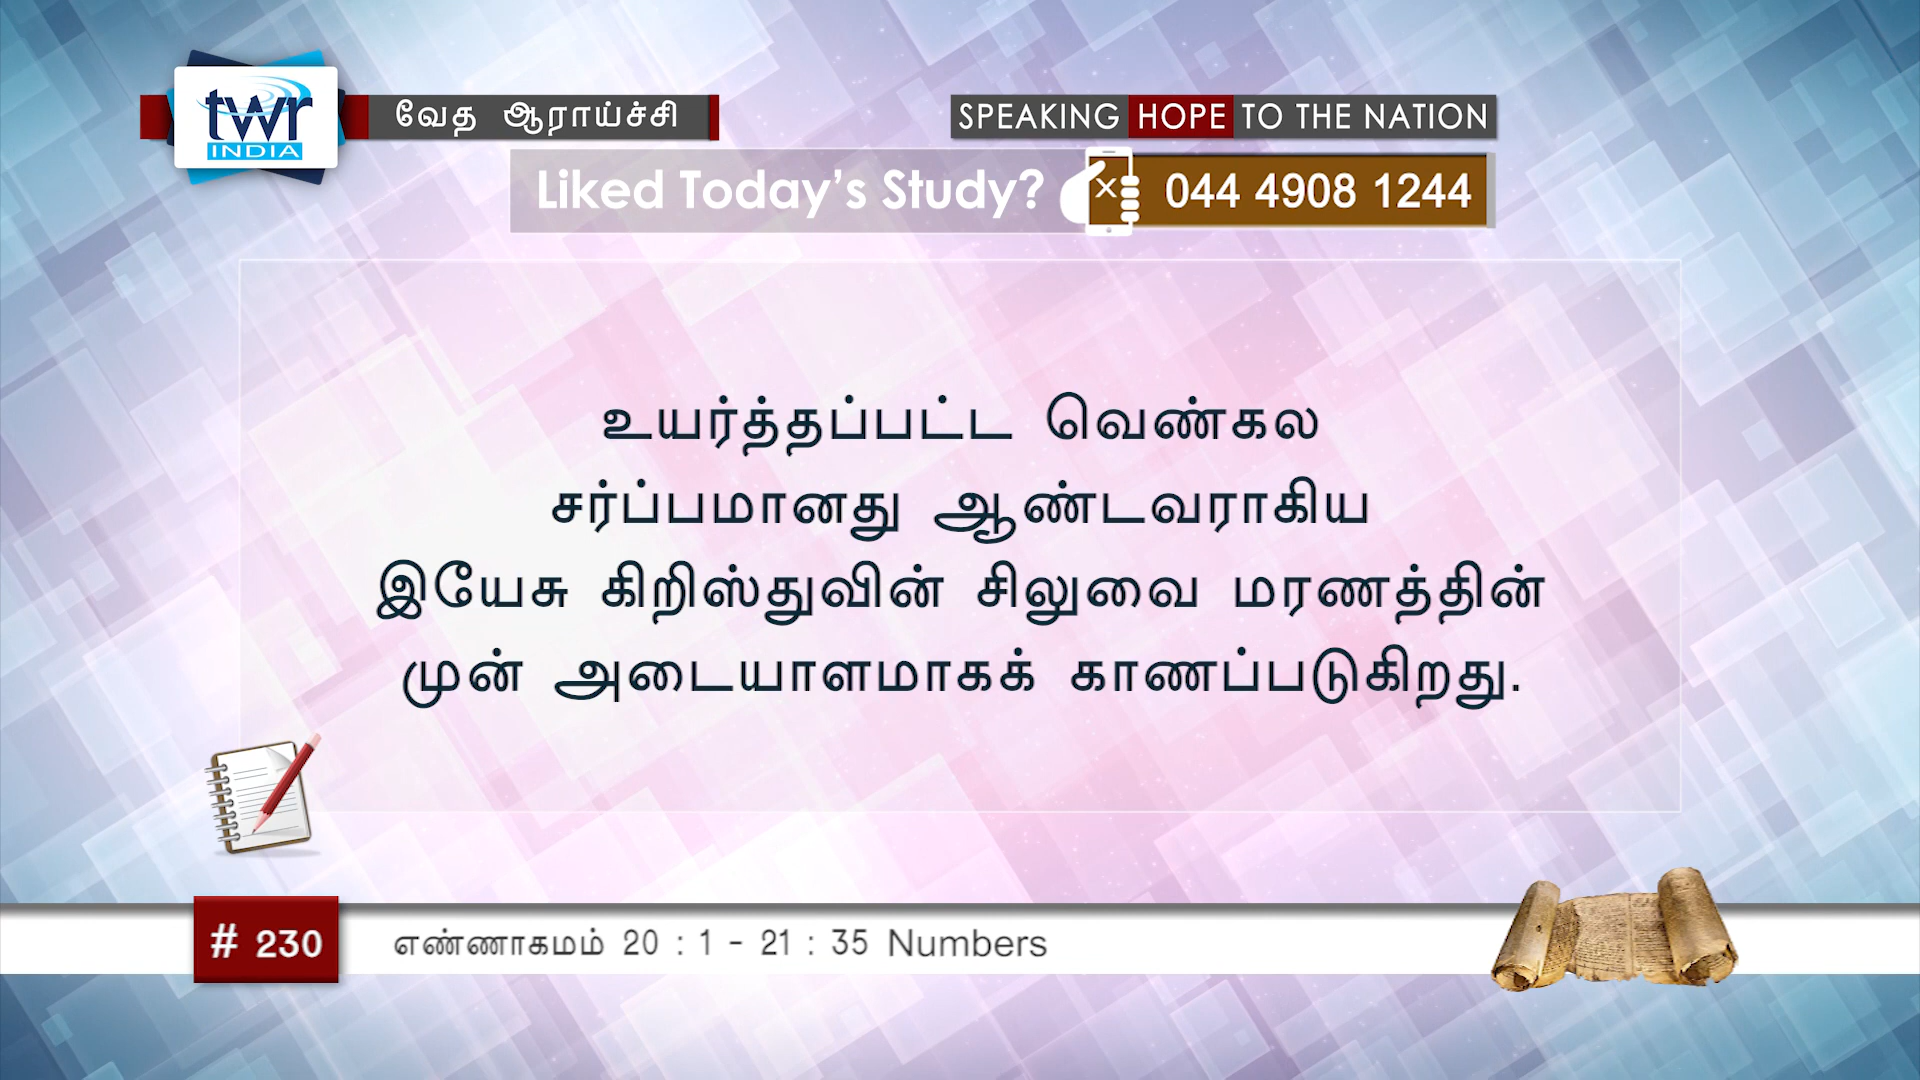 twr
INDIA
வேத ஆராய்ச்சி
SPEAKING HOPE TO THE NATION
Liked Today's Study? 044 4908 1244
உயர்த்தப்பட்ட வெண்கல
சர்ப்பமானது ஆண்டவராகிய
இயேசு கிறிஸ்துவின் சிலுவை மரணத்தின்
முன் அடையாளமாகக் காணப்படுகிறது.
# 230 எண்ணாகமம் 20 : 1 - 21 : 35 Numbers